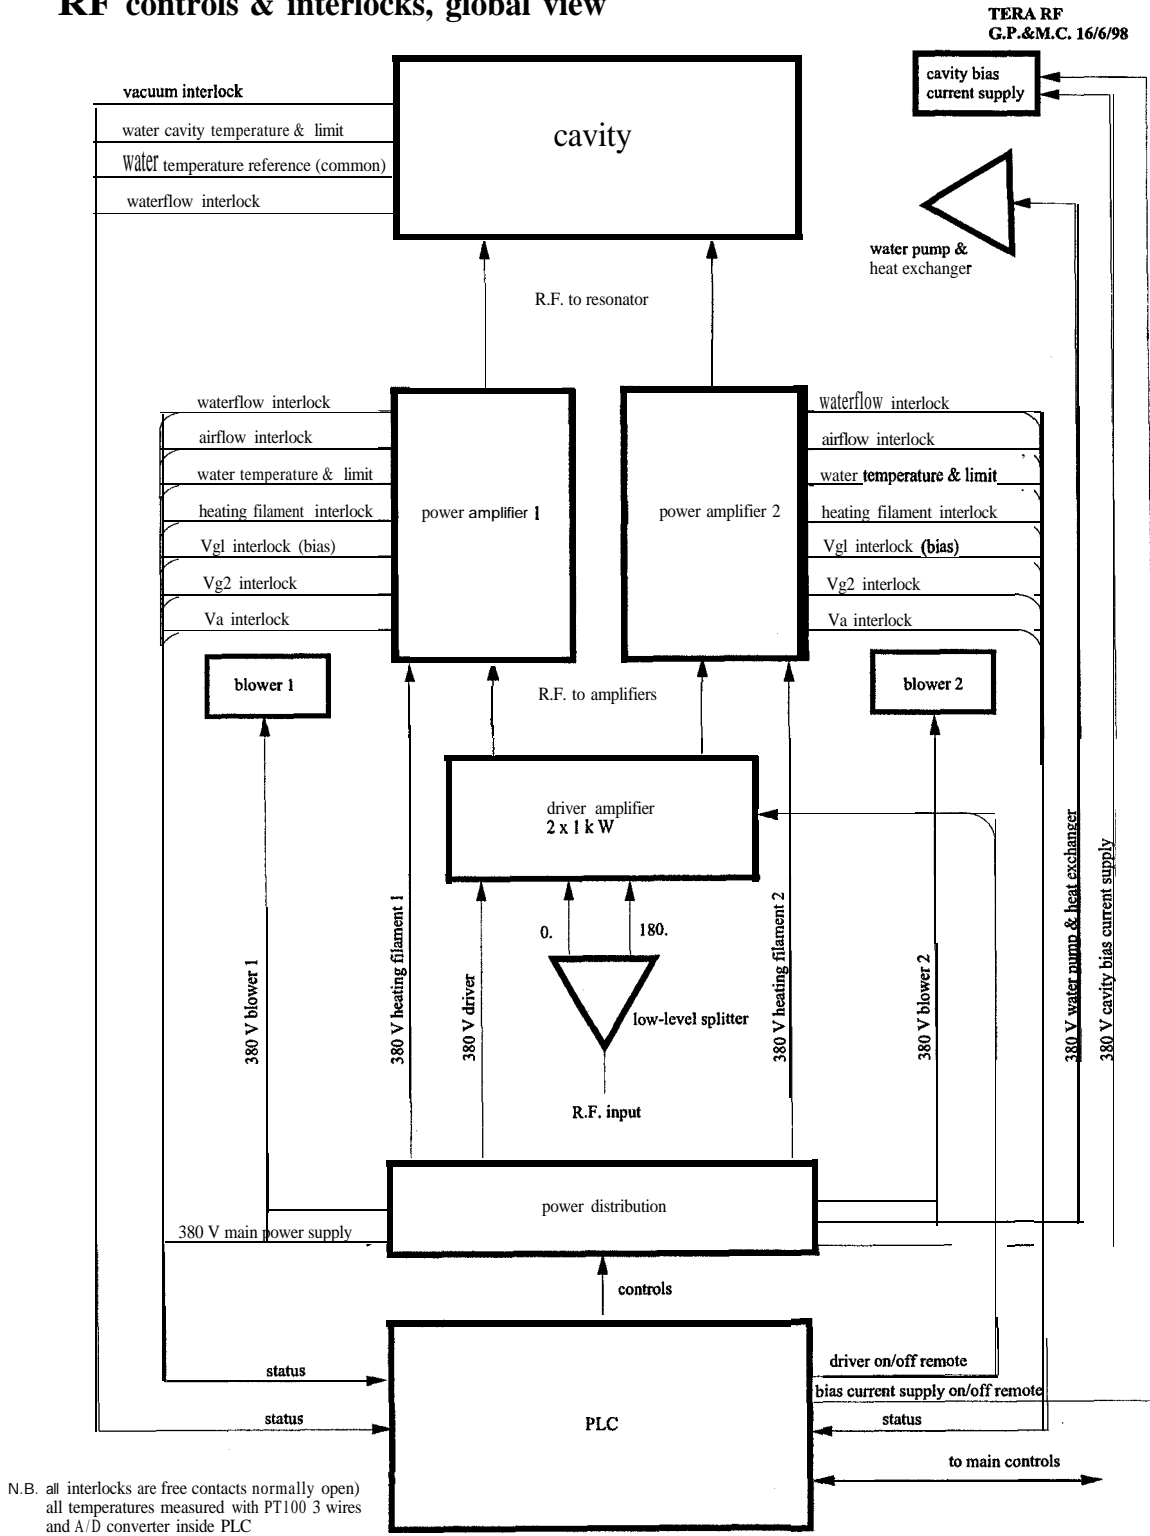 RF controls & interlocks, global view
TERA RF
G.P.&M.C. 16/6/98
cavity bias
current supply
vacuum interlock
water cavity temperature & limit
water temperature reference (common)
waterflow interlock
cavity
water pump &
heat exchanger
R.F. to resonator
waterflow interlock
airflow interlock
water temperature & limit
heating filament interlock
Vgl interlock (bias)
Vg2 interlock
Va interlock
power amplifier 1
power amplifier 2
waterflow interlock
airflow interlock
water temperature & limit
heating filament interlock
Vgl interlock (bias)
Vg2 interlock
Va interlock
blower 1
R.F. to amplifiers
blower 2
driver amplifier
2 x 1 kW
0.
180.
low-level splitter
R.F. input
380 V blower 1
380 V heating filament 1
380 V driver
380 V heating filament 2
380 V blower 2
380 V water pump & heat exchanger
380 V cavity bias current supply
power distribution
380 V main power supply
controls
status
status
PLC
driver on/off remote
bias current supply on/off remote
status
to main controls
N.B. all interlocks are free contacts normally open)
all temperatures measured with PT100 3 wires
and A/D converter inside PLC